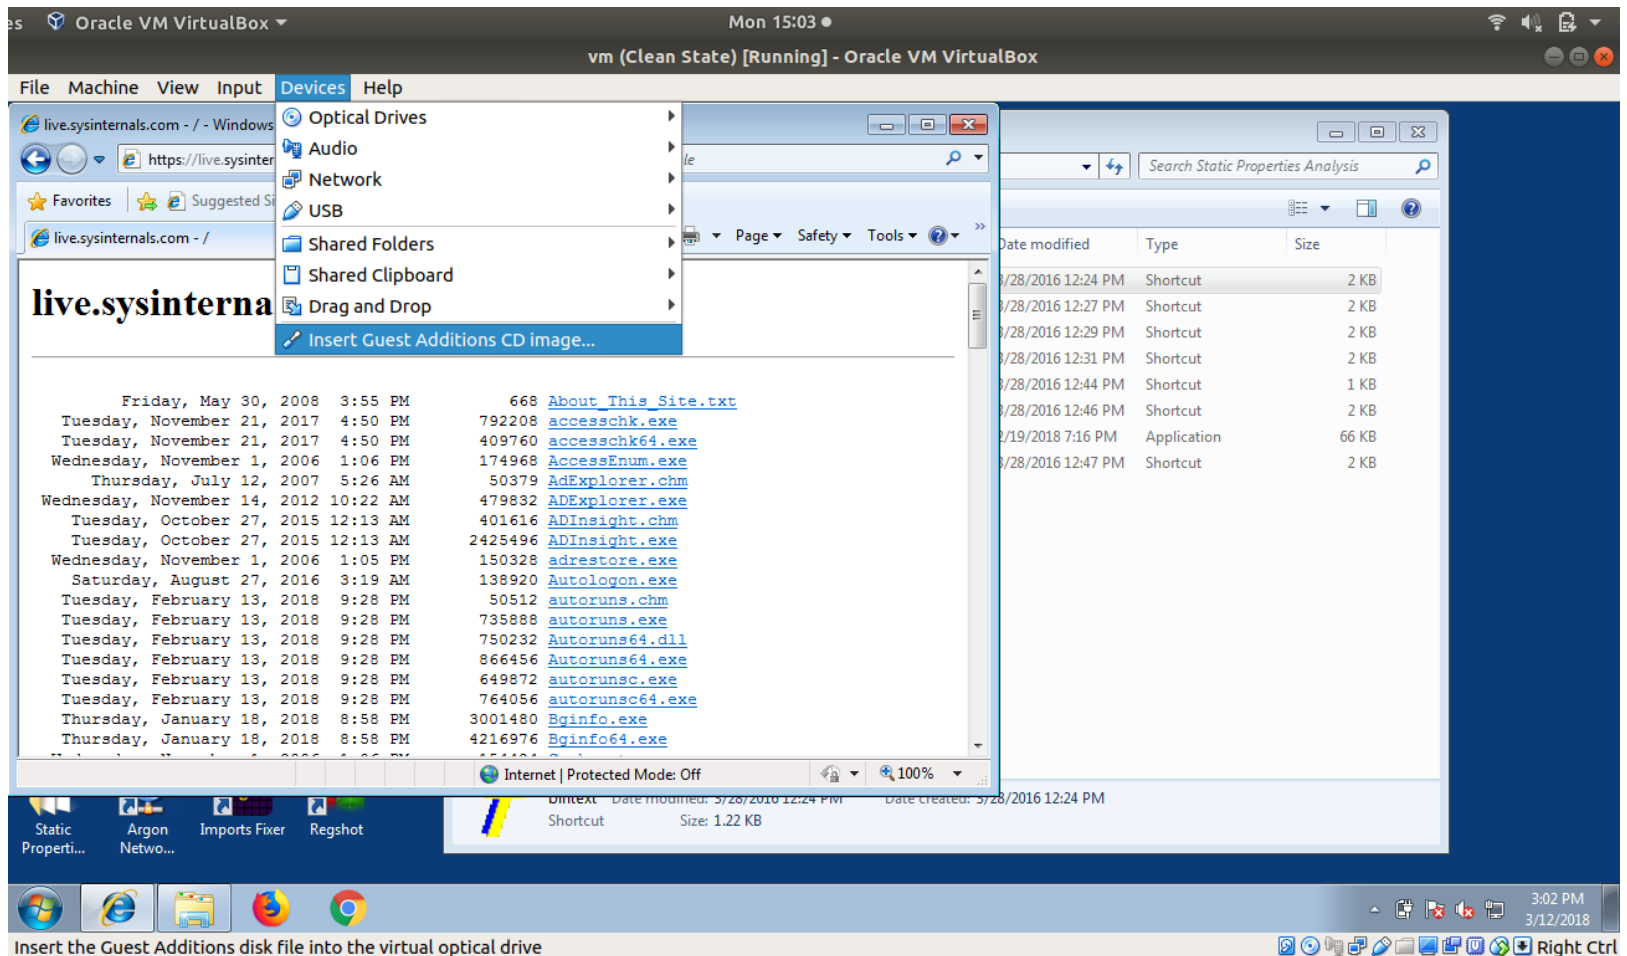 es Oracle VM VirtualBox Mon 15:03
vm (Clean State) [Running] - Oracle VM VirtualBox
File Machine View Input Devices Help
Optical Drives
Audio
Network
USB
Shared Folders
Shared Clipboard
Drag and Drop
Insert Guest Additions CD image...
live.sysinternals.com - / - Windows
https://live.sysinter
le
Favorites Suggested Si
live.sysinternals.com - /
Page Safety Tools »
live.sysinterna
Friday, May 30, 2008 3:55 PM 668 About_This_Site.txt
Tuesday, November 21, 2017 4:50 PM 792208 accesschk.exe
Tuesday, November 21, 2017 4:50 PM 409760 accesschk64.exe
Wednesday, November 1, 2006 1:06 PM 174968 AccessEnum.exe
Thursday, July 12, 2007 5:26 AM 50379 AdExplorer.chm
Wednesday, November 14, 2012 10:22 AM 479832 ADExplorer.exe
Tuesday, October 27, 2015 12:13 AM 401616 ADInsight.chm
Tuesday, October 27, 2015 12:13 AM 2425496 ADInsight.exe
Wednesday, November 1, 2006 1:05 PM 150328 adrestore.exe
Saturday, August 27, 2016 3:19 AM 138920 Autologon.exe
Tuesday, February 13, 2018 9:28 PM 50512 autoruns.chm
Tuesday, February 13, 2018 9:28 PM 735888 autoruns.exe
Tuesday, February 13, 2018 9:28 PM 750232 Autoruns64.dll
Tuesday, February 13, 2018 9:28 PM 866456 Autoruns64.exe
Tuesday, February 13, 2018 9:28 PM 649872 autorunsc.exe
Tuesday, February 13, 2018 9:28 PM 764056 autorunsc64.exe
Thursday, January 18, 2018 8:58 PM 3001480 Bginfo.exe
Thursday, January 18, 2018 8:58 PM 4216976 Bginfo64.exe
Internet | Protected Mode: Off 100%
Search Static Properties Analysis
Date modified Type Size
3/28/2016 12:24 PM Shortcut 2 KB
3/28/2016 12:27 PM Shortcut 2 KB
3/28/2016 12:29 PM Shortcut 2 KB
3/28/2016 12:31 PM Shortcut 2 KB
3/28/2016 12:44 PM Shortcut 1 KB
3/28/2016 12:46 PM Shortcut 2 KB
2/19/2018 7:16 PM Application 66 KB
3/28/2016 12:47 PM Shortcut 2 KB
bintext Date modified: 3/28/2016 12:24 PM Date created: 3/28/2016 12:24 PM
Shortcut Size: 1.22 KB
Static
Properti...
Argon
Netwo...
Imports Fixer
Regshot
3:02 PM
3/12/2018
Insert the Guest Additions disk file into the virtual optical drive
Right Ctrl